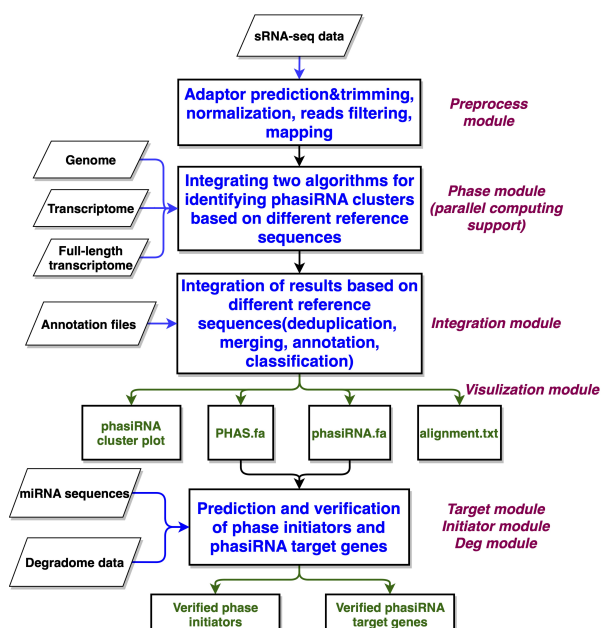 sRNA-seq data
Adaptor prediction&trimming,
normalization, reads filtering,
mapping
Preprocess
module
Genome
Transcriptome
Full-length
transcriptome
Integrating two algorithms for
identifying phasiRNA clusters
based on different reference
sequences
Phase module
(parallel computing
support)
Annotation files
Integration of results based on
different reference
sequences(deduplication,
merging, annotation,
classification)
Integration module
Visulization module
phasiRNA
cluster plot
PHAS.fa
phasiRNA.fa
alignment.txt
miRNA sequences
Degradome data
Prediction and verification
of phase initiators and
phasiRNA target genes
Target module
Initiator module
Deg module
Verified phase
initiators
Verified phasiRNA
target genes